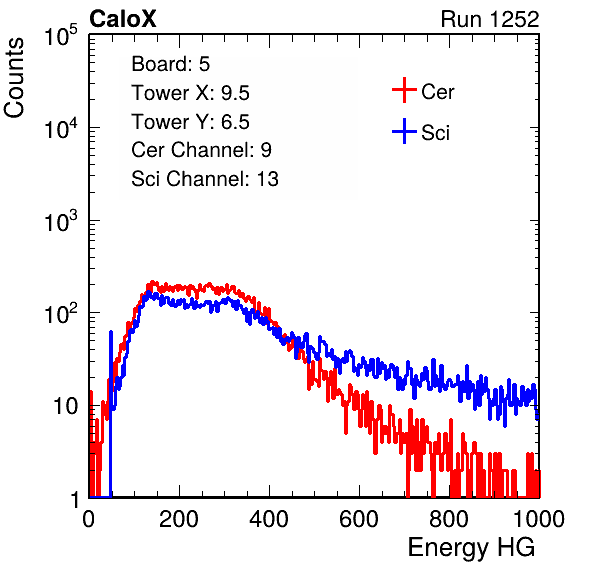 CaloX Run 1252
Counts
Board: 5
Tower X: 9.5
Tower Y: 6.5
Cer Channel: 9
Sci Channel: 13
Cer
Sci
10^5
10^4
10^3
10^2
10
1
0 200 400 600 800 1000
Energy HG